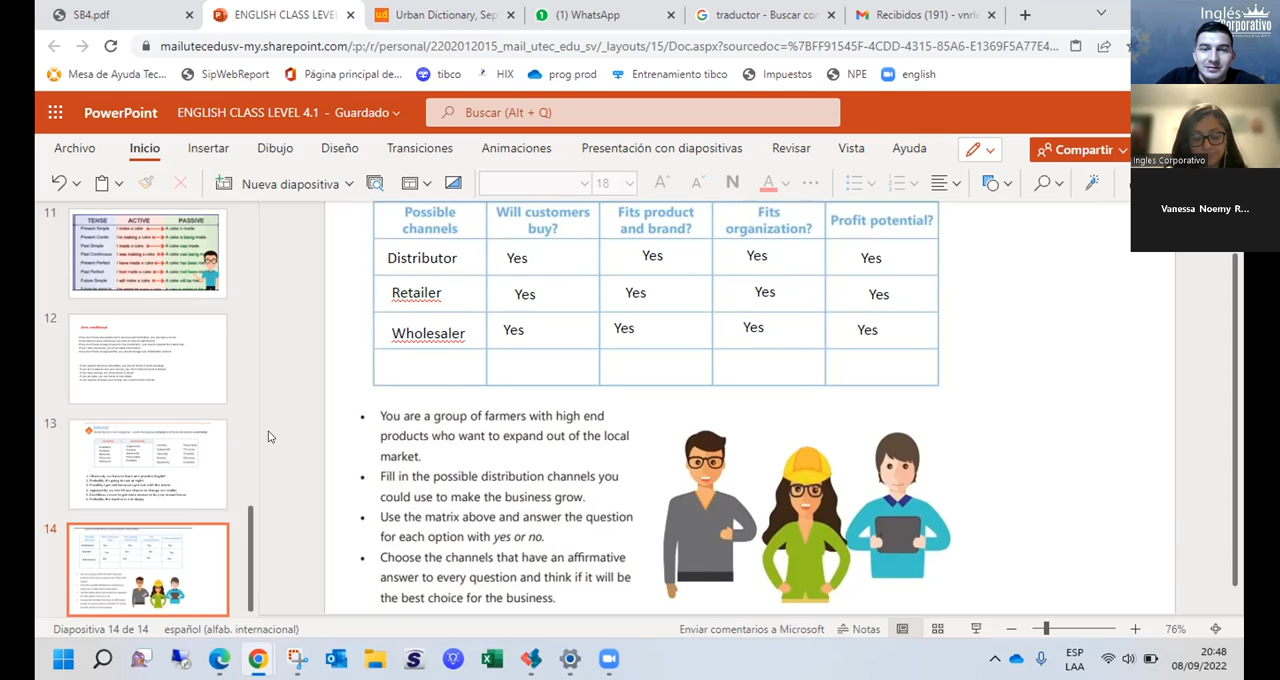 SB4.pdf
ENGLISH CLASS LEVEL
Urban Dictionary, Sep
(1) WhatsApp
traductor - Buscar con
Recibidos (191) - vnrl
mailutecedusv-my.sharepoint.com/:p:/r/personal/2202012015_mail_utec_edu_sv/_layouts/15/Doc.aspx?sourcedoc=%7BFF91545F-4CDD-4315-85A6-E1369F5A77E4...
Mesa de Ayuda Tec...
SipWebReport
Página principal de...
tibco
HIX
prog prod
Entrenamiento tibco
Impuestos
NPE
english
Inglés
Corporativo
Ingles Corporativo
Vanessa Noemy R...
PowerPoint
ENGLISH CLASS LEVEL 4.1 - Guardado
Buscar (Alt + Q)
Archivo
Inicio
Insertar
Dibujo
Diseño
Transiciones
Animaciones
Presentación con diapositivas
Revisar
Vista
Ayuda
Compartir
Nueva diapositiva
18
N
11
TENSE ACTIVE PASSIVE
12
13
14
Possible channels
Will customers buy?
Fits product and brand?
Fits organization?
Profit potential?
Distributor Yes Yes Yes Yes
Retailer Yes Yes Yes Yes
Wholesaler Yes Yes Yes Yes
• You are a group of farmers with high end
products who want to expand out of the local
market.
• Fill in the possible distribution channels you
could use to make the business grow.
• Use the matrix above and answer the question
for each option with yes or no.
• Choose the channels that have an affirmative
answer to every question and think if it will be
the best choice for the business.
Diapositiva 14 de 14
español (alfab. internacional)
Enviar comentarios a Microsoft
Notas
76%
ESP
LAA
20:48
08/09/2022